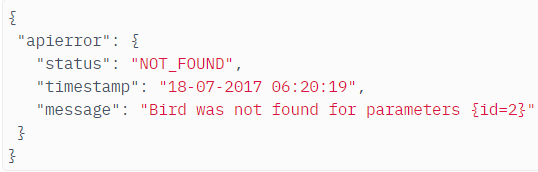 {
 "apierror": {
   "status": "NOT_FOUND",
   "timestamp": "18-07-2017 06:20:19",
   "message": "Bird was not found for parameters {id=2}"
 }
}